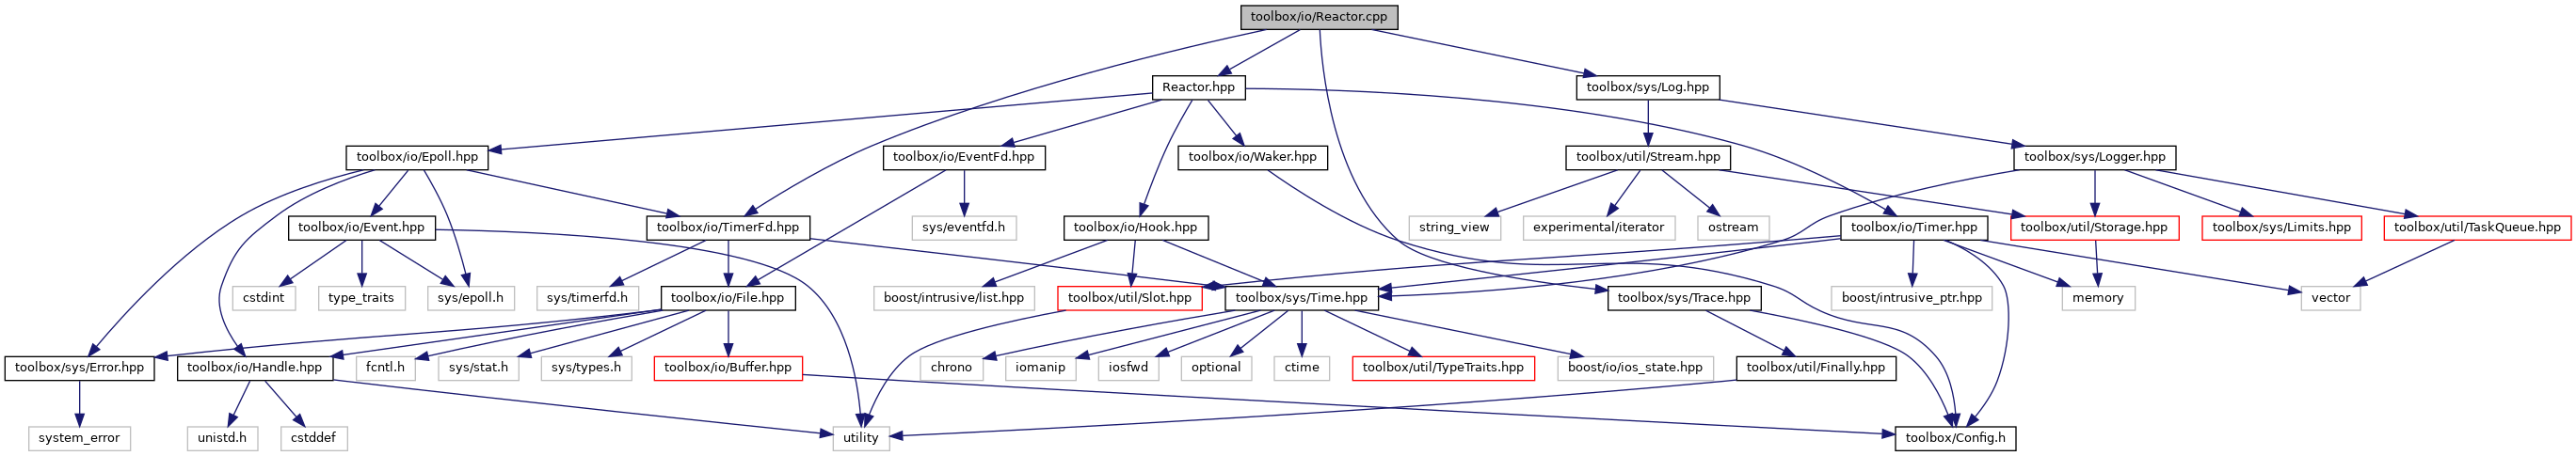 toolbox/io/Reactor.cpp
Reactor.hpp
toolbox/sys/Log.hpp
toolbox/io/Epoll.hpp
toolbox/io/EventFd.hpp
toolbox/io/Waker.hpp
toolbox/util/Stream.hpp
toolbox/sys/Logger.hpp
toolbox/io/Event.hpp
toolbox/io/TimerFd.hpp
sys/eventfd.h
toolbox/io/Hook.hpp
string_view
experimental/iterator
ostream
toolbox/io/Timer.hpp
toolbox/util/Storage.hpp
toolbox/sys/Limits.hpp
toolbox/util/TaskQueue.hpp
cstdint
type_traits
sys/epoll.h
sys/timerfd.h
toolbox/io/File.hpp
boost/intrusive/list.hpp
toolbox/util/Slot.hpp
toolbox/sys/Time.hpp
toolbox/sys/Trace.hpp
boost/intrusive_ptr.hpp
memory
vector
toolbox/sys/Error.hpp
toolbox/io/Handle.hpp
fcntl.h
sys/stat.h
sys/types.h
toolbox/io/Buffer.hpp
chrono
iomanip
iosfwd
optional
ctime
toolbox/util/TypeTraits.hpp
boost/io/ios_state.hpp
toolbox/util/Finally.hpp
system_error
unistd.h
cstddef
utility
toolbox/Config.h